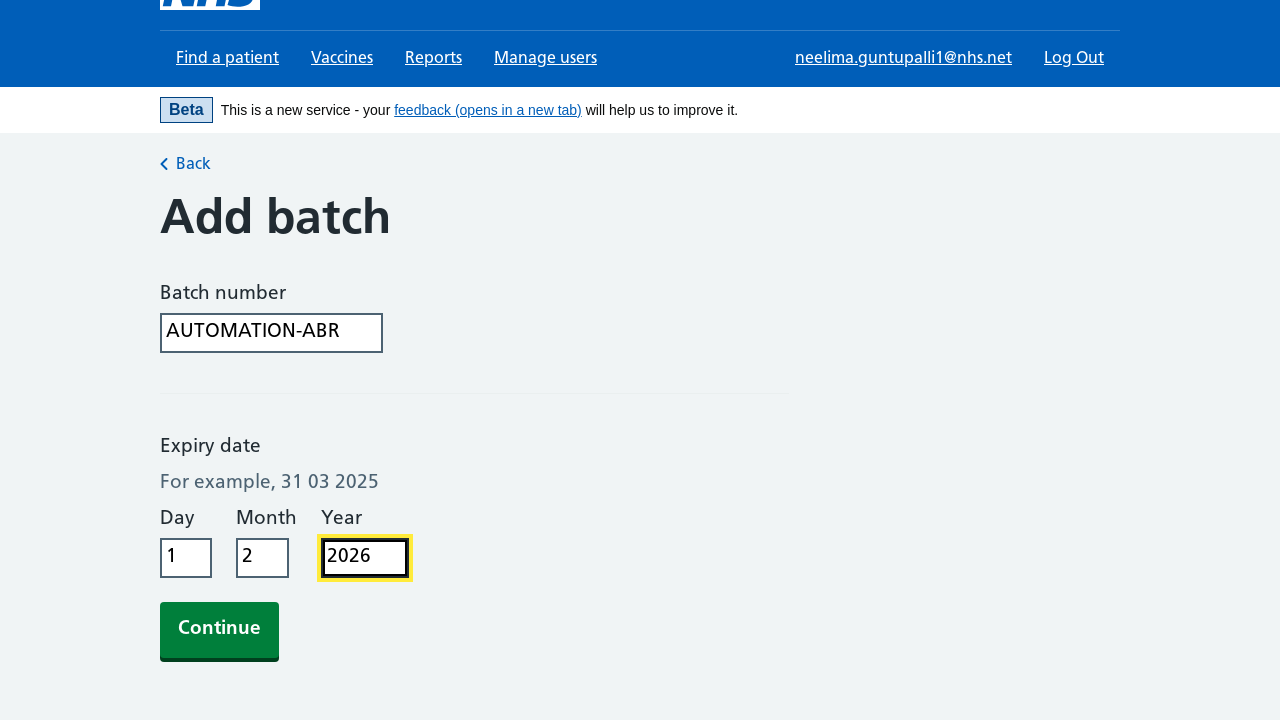 NHS
Find a patient Vaccines Reports Manage users neelima.guntupalli1@nhs.net Log Out
Beta This is a new service - your feedback (opens in a new tab) will help us to improve it.
Back
Add batch
Batch number
AUTOMATION-ABR
Expiry date
For example, 31 03 2025
Day Month Year
1 2 2026
Continue